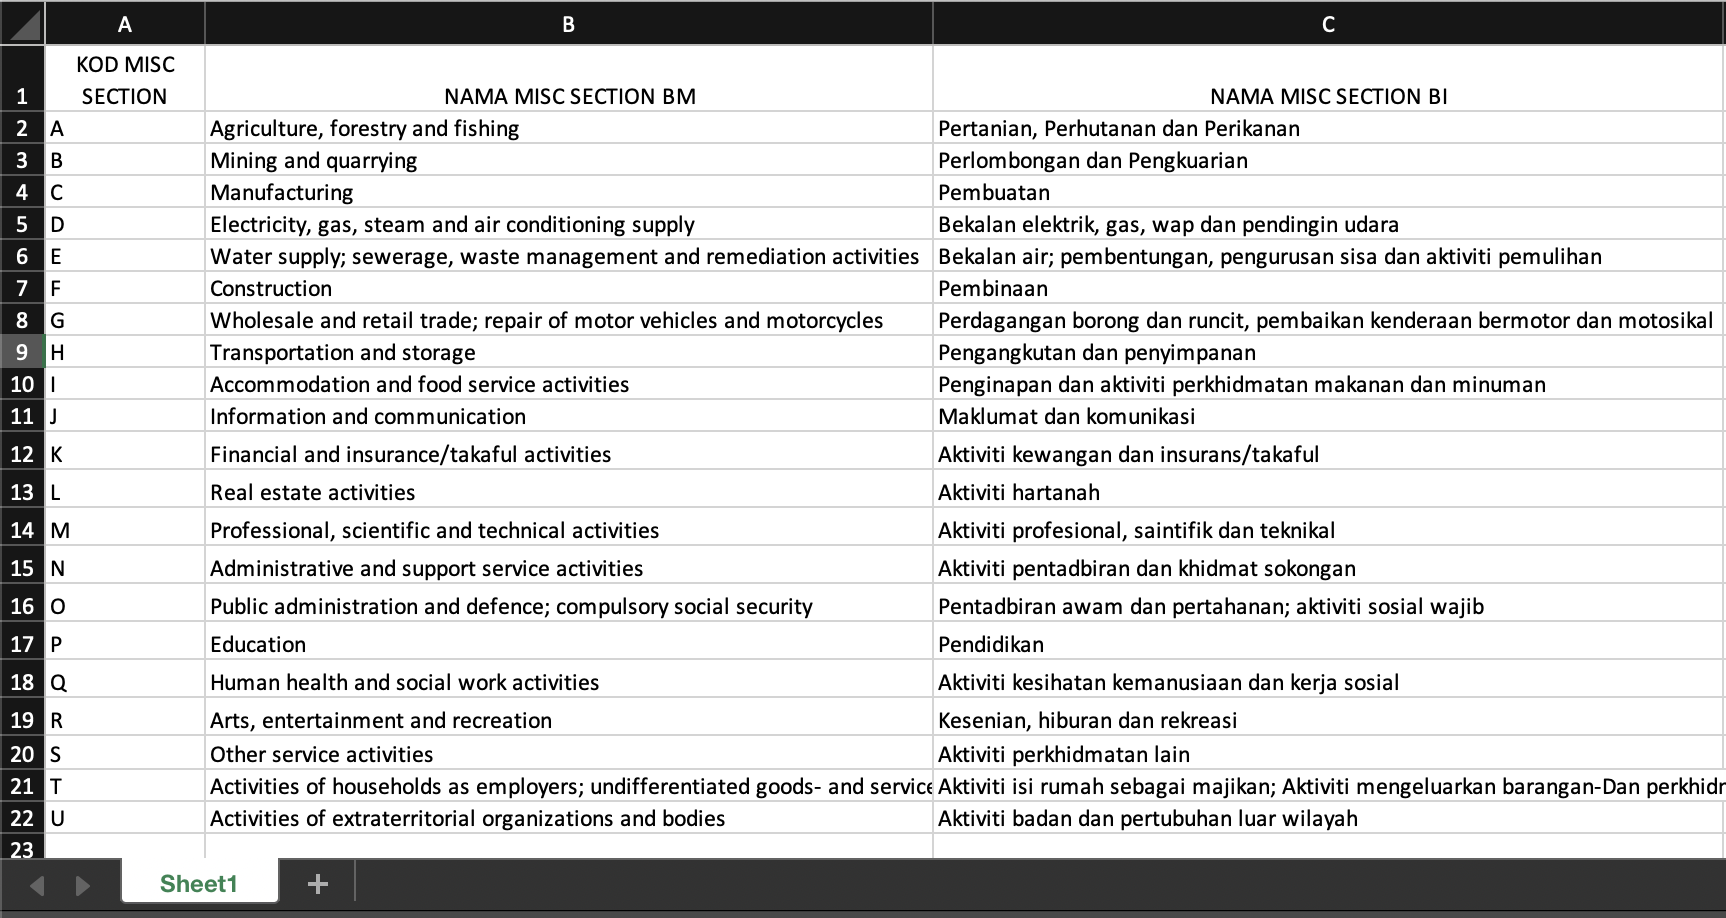 A B C
1 KOD MISC SECTION NAMA MISC SECTION BM NAMA MISC SECTION BI
2 A Agriculture, forestry and fishing Pertanian, Perhutanan dan Perikanan
3 B Mining and quarrying Perlombongan dan Pengkuarian
4 C Manufacturing Pembuatan
5 D Electricity, gas, steam and air conditioning supply Bekalan elektrik, gas, wap dan pendingin udara
6 E Water supply; sewerage, waste management and remediation activities Bekalan air; pembentungan, pengurusan sisa dan aktiviti pemulihan
7 F Construction Pembinaan
8 G Wholesale and retail trade; repair of motor vehicles and motorcycles Perdagangan borong dan runcit, pembaikan kenderaan bermotor dan motosikal
9 H Transportation and storage Pengangkutan dan penyimpanan
10 I Accommodation and food service activities Penginapan dan aktiviti perkhidmatan makanan dan minuman
11 J Information and communication Maklumat dan komunikasi
12 K Financial and insurance/takaful activities Aktiviti kewangan dan insurans/takaful
13 L Real estate activities Aktiviti hartanah
14 M Professional, scientific and technical activities Aktiviti profesional, saintifik dan teknikal
15 N Administrative and support service activities Aktiviti pentadbiran dan khidmat sokongan
16 O Public administration and defence; compulsory social security Pentadbiran awam dan pertahanan; aktiviti sosial wajib
17 P Education Pendidikan
18 Q Human health and social work activities Aktiviti kesihatan kemanusiaan dan kerja sosial
19 R Arts, entertainment and recreation Kesenian, hiburan dan rekreasi
20 S Other service activities Aktiviti perkhidmatan lain
21 T Activities of households as employers; undifferentiated goods- and service Aktiviti isi rumah sebagai majikan; Aktiviti mengeluarkan barangan-Dan
22 U Activities of extraterritorial organizations and bodies Aktiviti badan dan pertubuhan luar wilayah
23
Sheet1 +